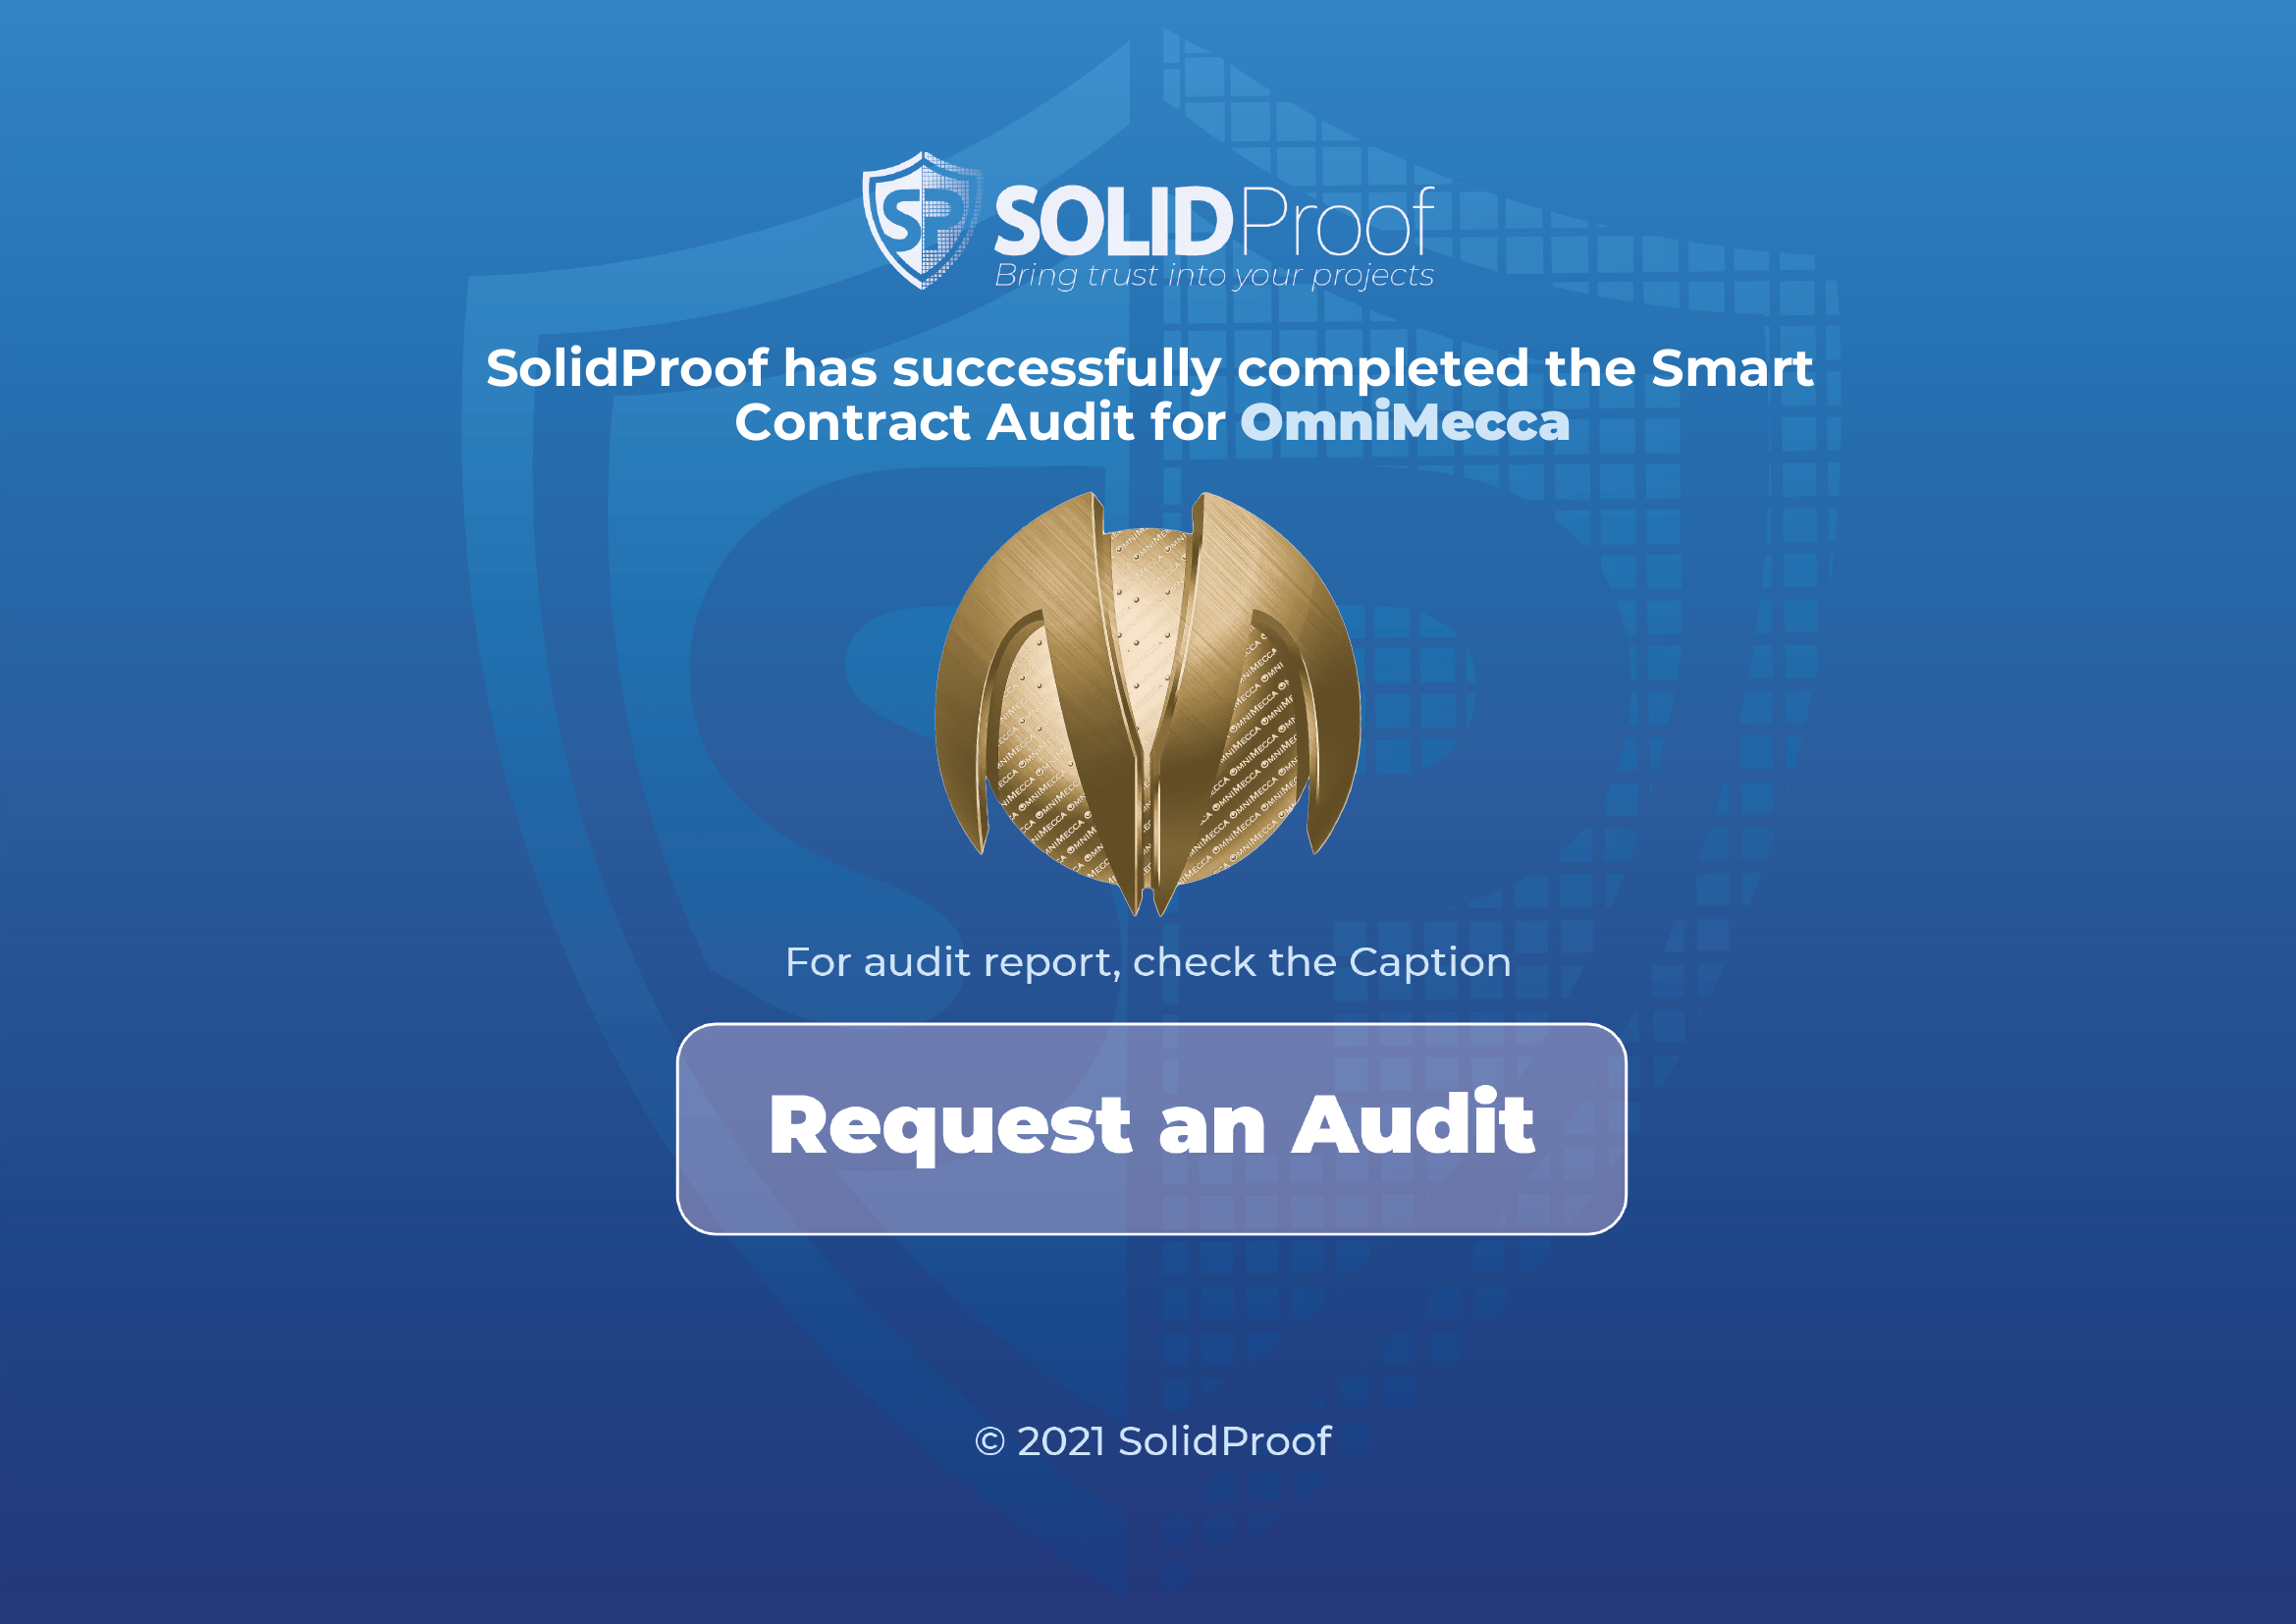 SP
SOLIDProof
Bring trust into your projects
SolidProof has successfully completed the Smart
Contract Audit for OmniMecca
For audit report, check the Caption
Request an Audit
© 2021 SolidProof